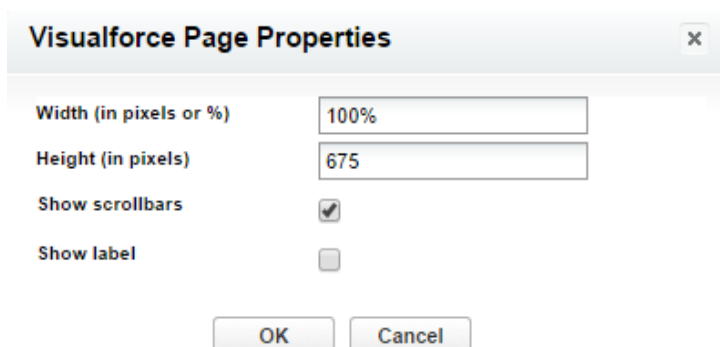 Visualforce Page Properties
Width (in pixels or %) 100%
Height (in pixels) 675
Show scrollbars
Show label
OK Cancel